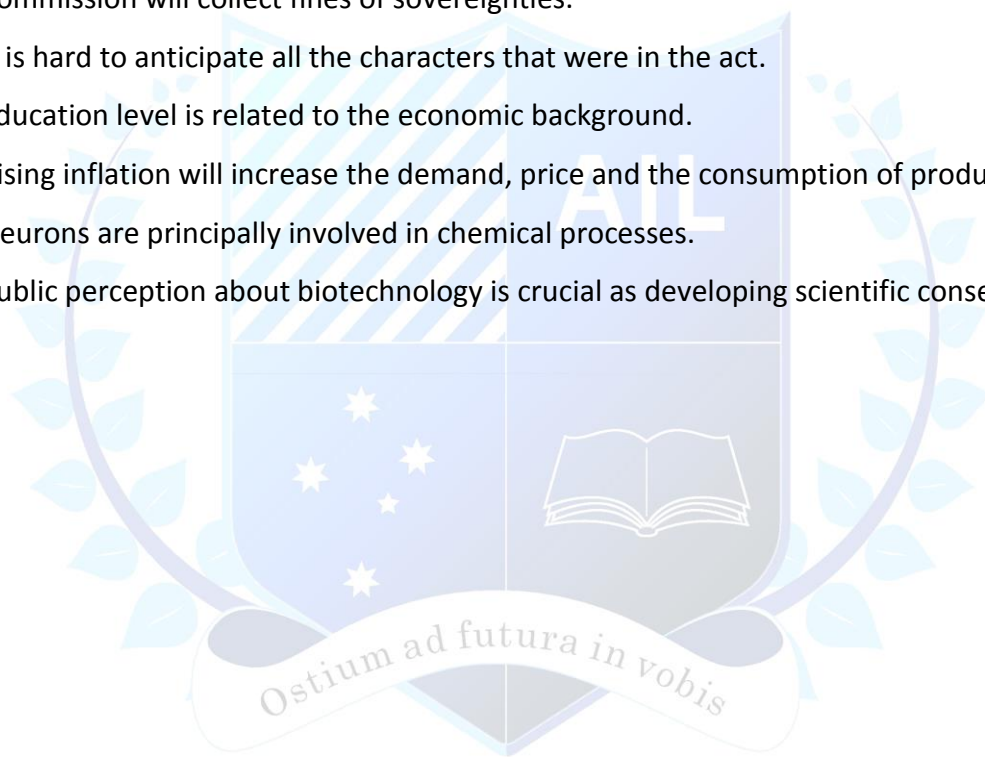 ommission will collect fines of sovereignties.
is hard to anticipate all the characters that were in the act.
ducation level is related to the economic background.
ising inflation will increase the demand, price and the consumption of produ
eurons are principally involved in chemical processes.
ublic perception about biotechnology is crucial as developing scientific conse
AIL
Ostium ad futura in vobis